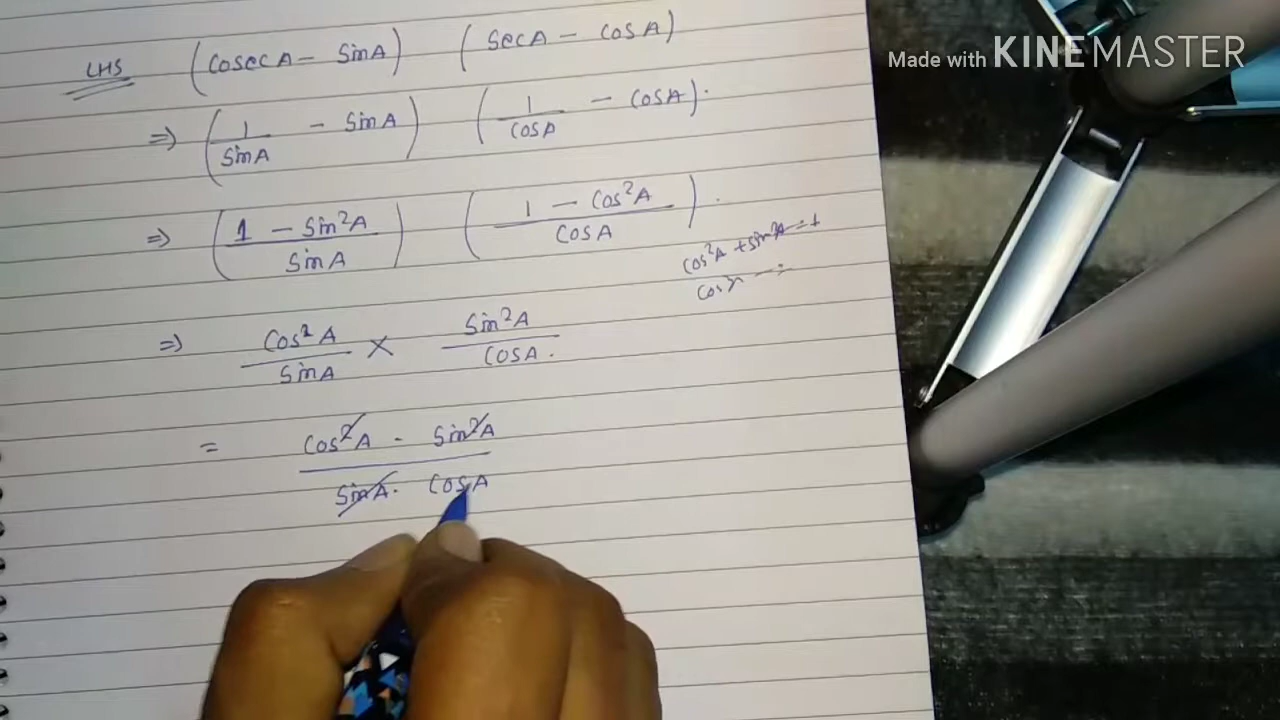 LHS (CosecA - SinA) (SecA - CosA)
Made with KINEMASTER
⇒ (1/SinA - SinA) (1/CosA - CosA).
⇒ (1 - Sin²A/SinA) (1 - Cos²A/CosA).
Cos²A + Sin²A = 1
⇒ Cos²A/SinA × Sin²A/CosA.
= Cos²A · Sin²A/SinA · CosA